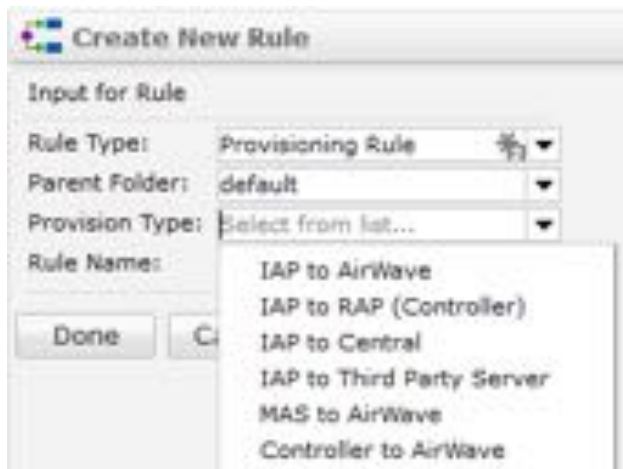 Create New Rule
Input for Rule
Rule Type: Provisioning Rule
Parent Folder: default
Provision Type: Select from list...
Rule Name:
IAP to AirWave
IAP to RAP (Controller)
Done
IAP to Central
IAP to Third Party Server
MAS to AirWave
Controller to AirWave